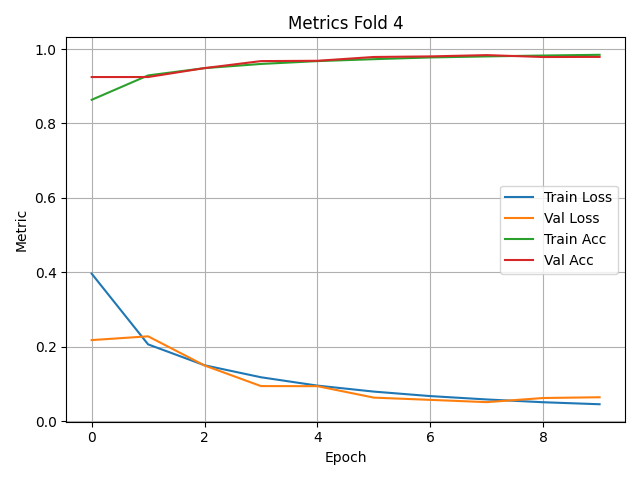 Metrics Fold 4
Metric
1.0
0.8
0.6
0.4
0.2
0.0
0 2 4 6 8
Epoch
Train Loss
Val Loss
Train Acc
Val Acc